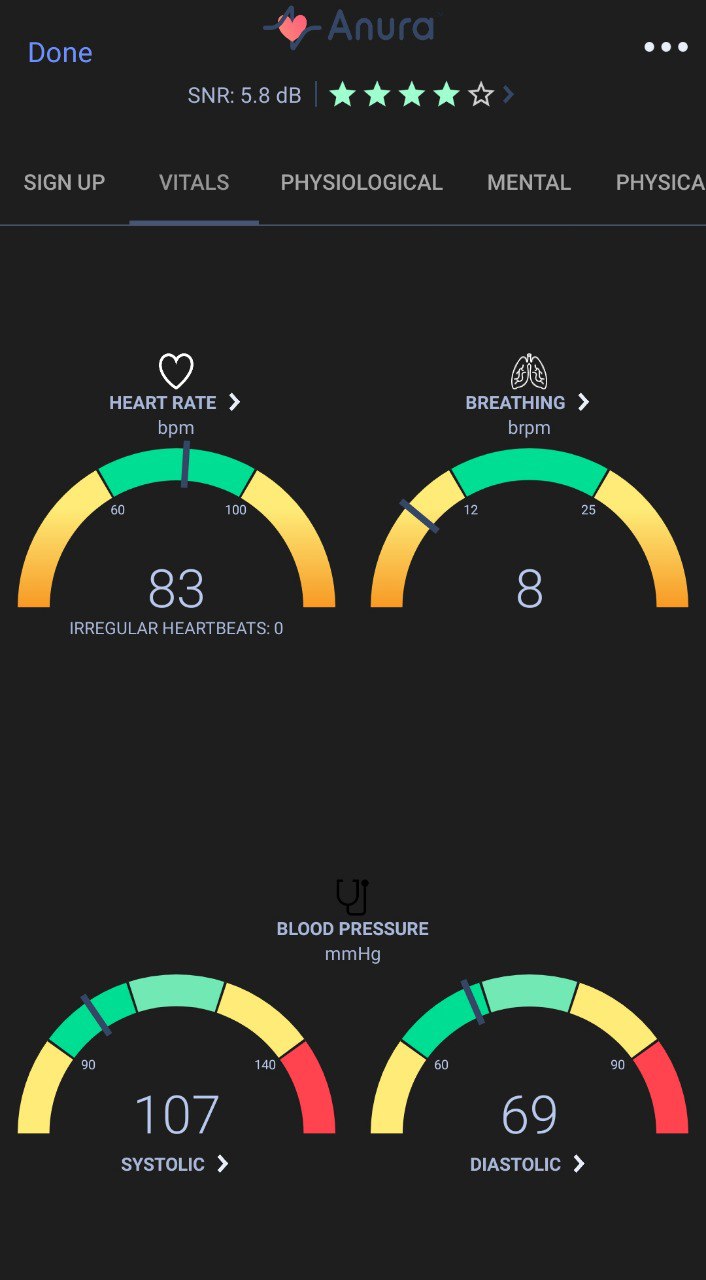 Anura
Done
SNR: 5.8 dB
SIGN UP VITALS PHYSIOLOGICAL MENTAL PHYSICA
HEART RATE
bpm
60 100
83
IRREGULAR HEARTBEATS: 0
BREATHING
brpm
12 25
8
BLOOD PRESSURE
mmHg
90 140
107
SYSTOLIC
60 90
69
DIASTOLIC